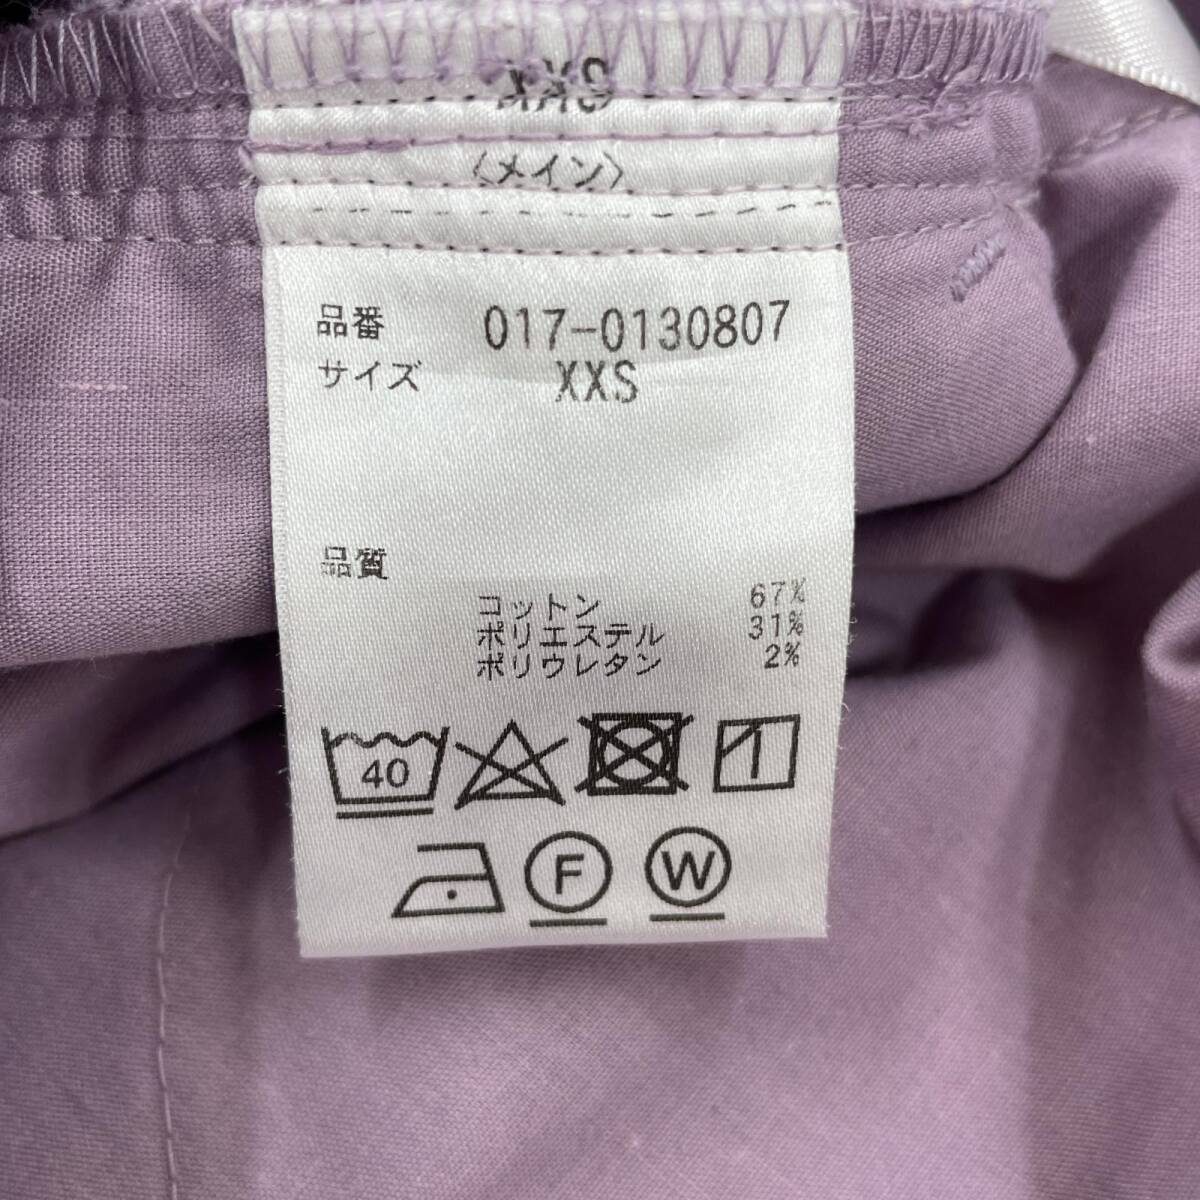 XXS
〈メイン〉
品番 017-0130807
サイズ XXS
品質
コットン 67%
ポリエステル 31%
ポリウレタン 2%
40
F W